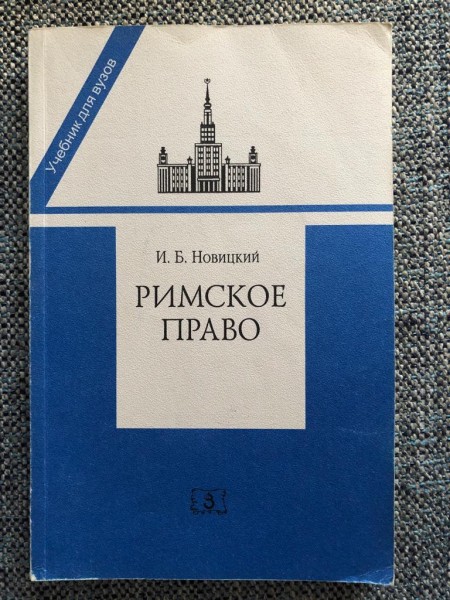 Учебник для вузов
И. Б. Новицкий
РИМСКОЕ
ПРАВО
З